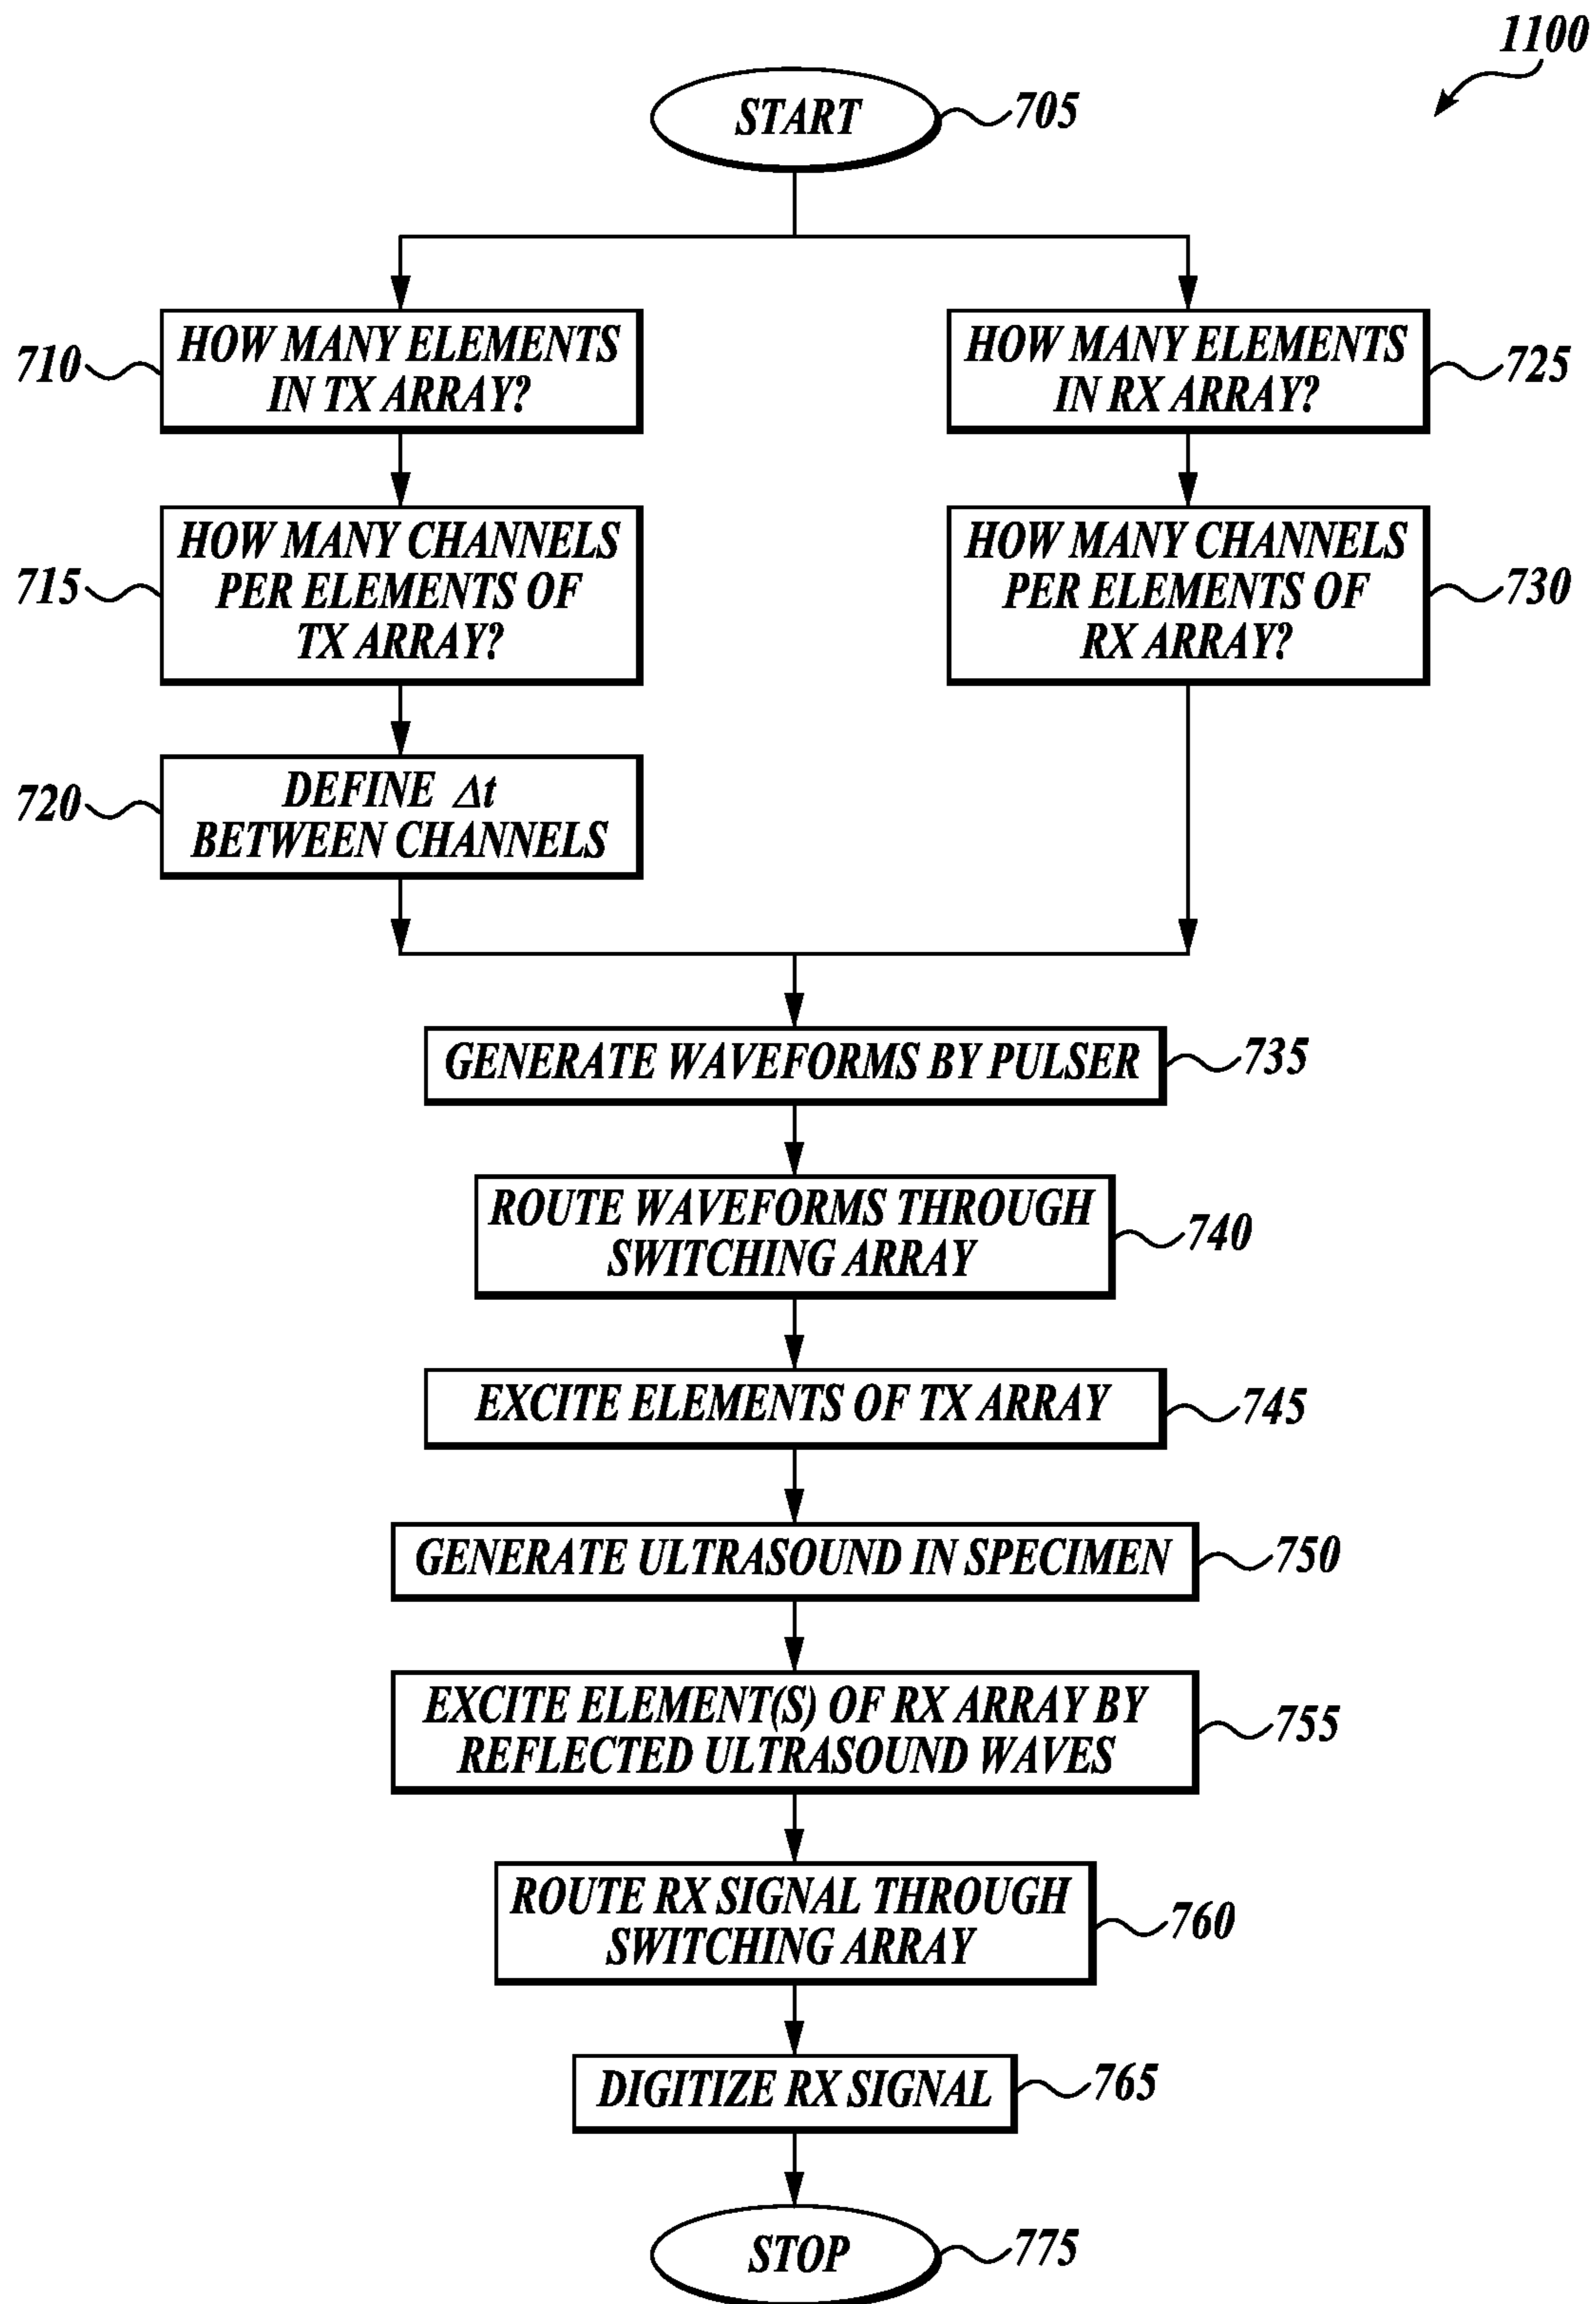 1100
START
705
HOW MANY ELEMENTS
IN TX ARRAY?
710
HOW MANY CHANNELS
PER ELEMENTS OF
TX ARRAY?
715
DEFINE Δt
BETWEEN CHANNELS
720
HOW MANY ELEMENTS
IN RX ARRAY?
725
HOW MANY CHANNELS
PER ELEMENTS OF
RX ARRAY?
730
GENERATE WAVEFORMS BY PULSER
735
ROUTE WAVEFORMS THROUGH
SWITCHING ARRAY
740
EXCITE ELEMENTS OF TX ARRAY
745
GENERATE ULTRASOUND IN SPECIMEN
750
EXCITE ELEMENT(S) OF RX ARRAY BY
REFLECTED ULTRASOUND WAVES
755
ROUTE RX SIGNAL THROUGH
SWITCHING ARRAY
760
DIGITIZE RX SIGNAL
765
STOP
775